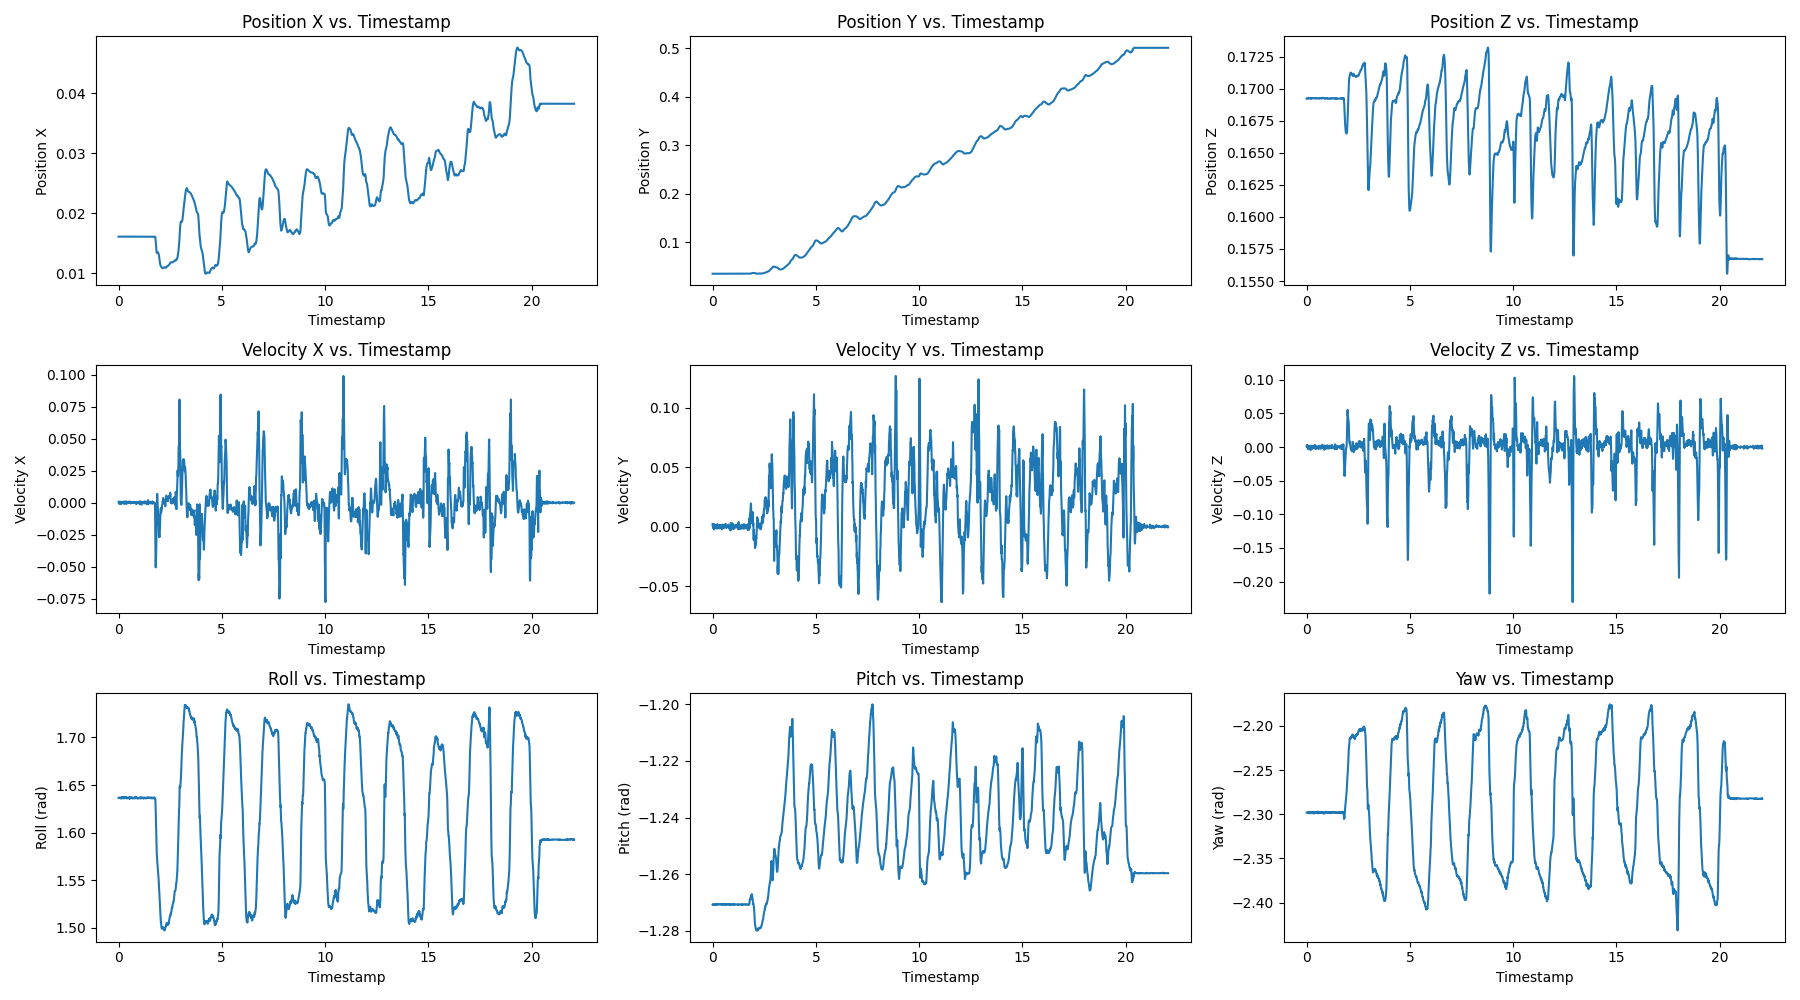 Position X vs. Timestamp
Position X
0.04
0.03
0.02
0.01
0 5 10 15 20
Timestamp
Position Y vs. Timestamp
Position Y
0.5
0.4
0.3
0.2
0.1
0 5 10 15 20
Timestamp
Position Z vs. Timestamp
Position Z
0.1725
0.1700
0.1675
0.1650
0.1625
0.1600
0.1575
0.1550
0 5 10 15 20
Timestamp
Velocity X vs. Timestamp
Velocity X
0.100
0.075
0.050
0.025
0.000
−0.025
−0.050
−0.075
0 5 10 15 20
Timestamp
Velocity Y vs. Timestamp
Velocity Y
0.10
0.05
0.00
−0.05
0 5 10 15 20
Timestamp
Velocity Z vs. Timestamp
Velocity Z
0.10
0.05
0.00
−0.05
−0.10
−0.15
−0.20
0 5 10 15 20
Timestamp
Roll vs. Timestamp
Roll (rad)
1.70
1.65
1.60
1.55
1.50
0 5 10 15 20
Timestamp
Pitch vs. Timestamp
Pitch (rad)
−1.20
−1.22
−1.24
−1.26
−1.28
0 5 10 15 20
Timestamp
Yaw vs. Timestamp
Yaw (rad)
−2.20
−2.25
−2.30
−2.35
−2.40
0 5 10 15 20
Timestamp